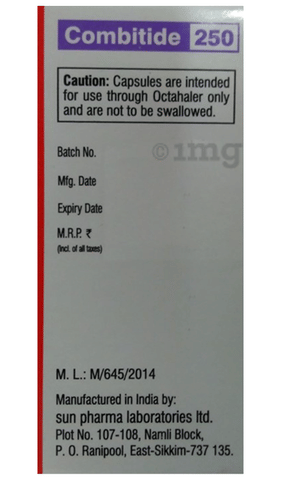 Combitide 250
Caution: Capsules are intended
for use through Octahaler only
and are not to be swallowed.
Batch No.
©1mg
Mfg. Date
Expiry Date
M.R.P. ₹
(Incl. of all taxes)
M. L.: M/645/2014
Manufactured in India by:
sun pharma laboratories ltd.
Plot No. 107-108, Namli Block,
P. O. Ranipool, East-Sikkim-737 135.